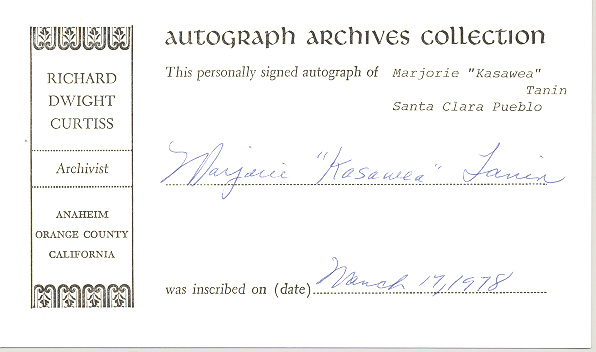 RICHARD
DWIGHT
CURTISS
Archivist
ANAHEIM
ORANGE COUNTY
CALIFORNIA
AUTOGRAPH ARCHIVES COLLECTION
This personally signed autograph of Marjorie "Kasawea"
Tanin
Santa Clara Pueblo
Marjorie "Kasawea" Tanin
was inscribed on (date) March 17, 1978